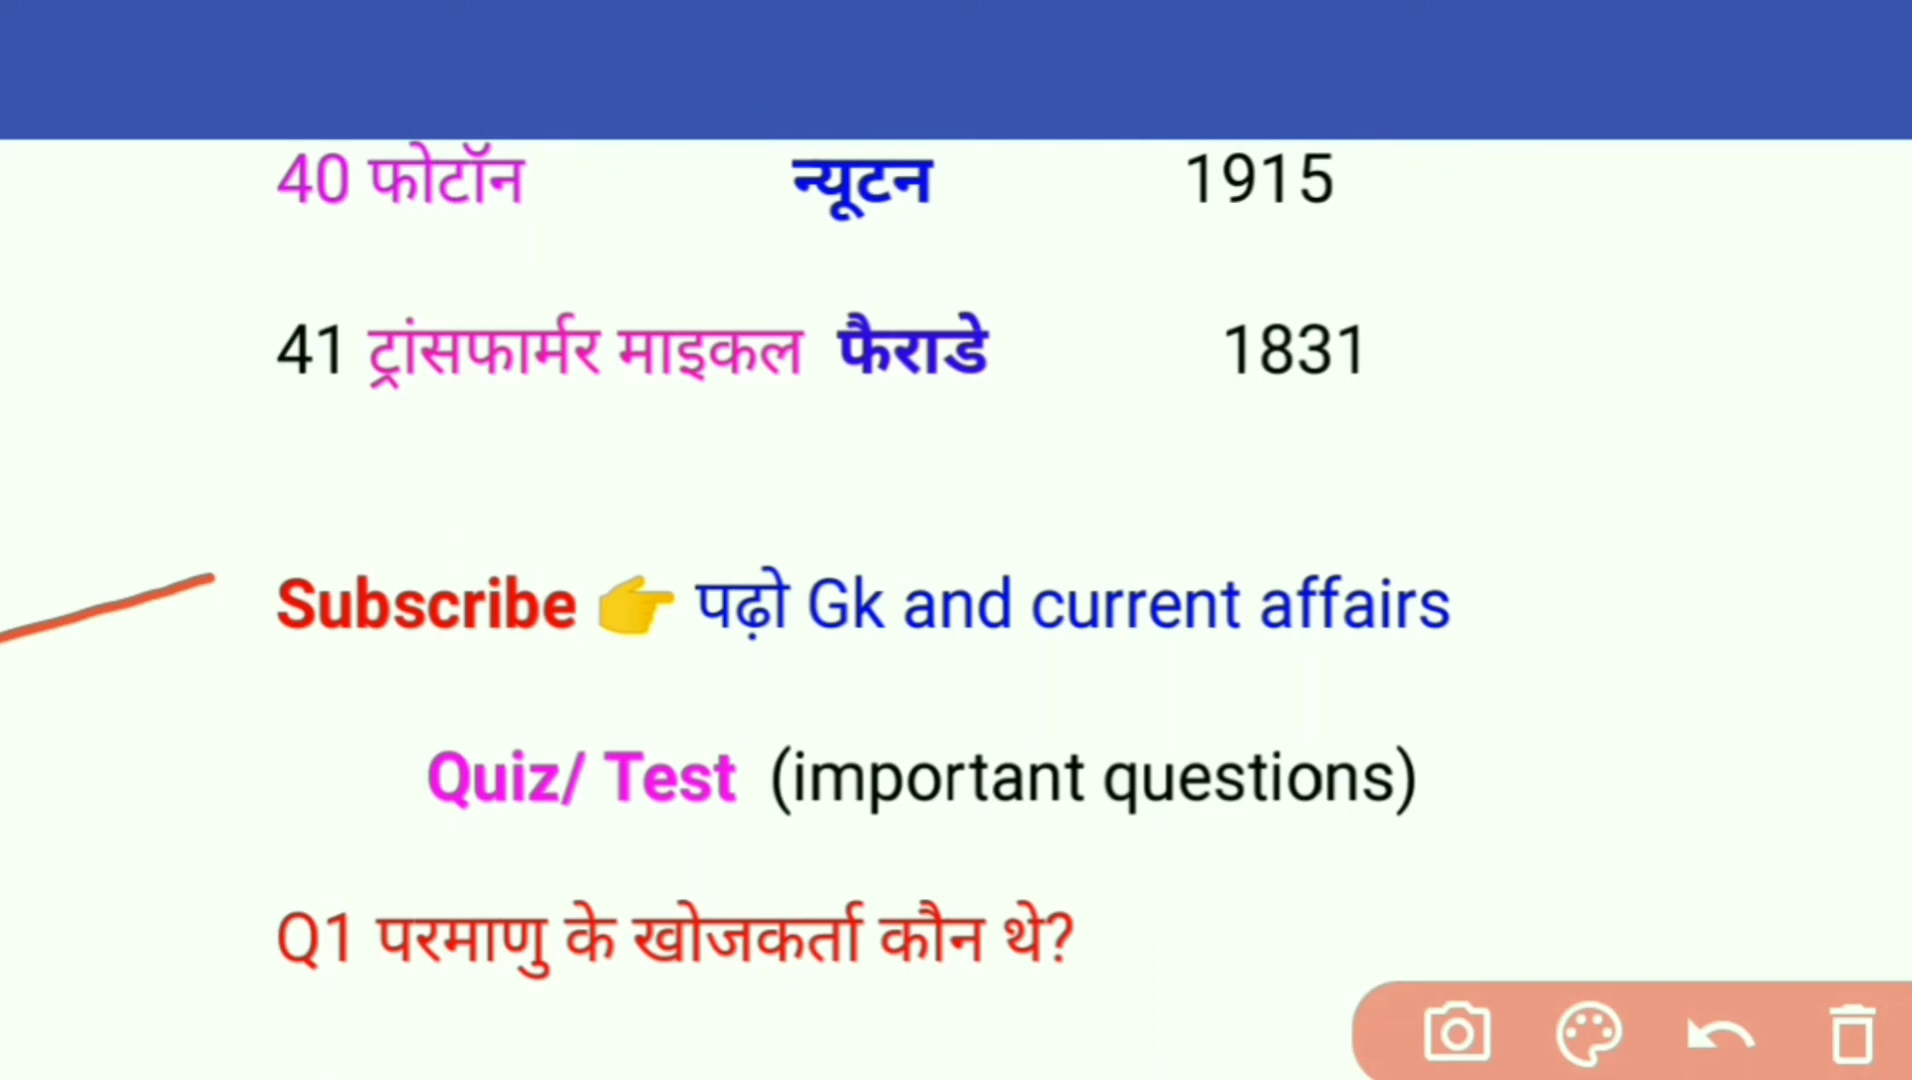 40 फोटॉन न्यूटन 1915
41 ट्रांसफार्मर माइकल फैराडे 1831
Subscribe 👉 पढ़ो Gk and current affairs
Quiz/ Test (important questions)
Q1 परमाणु के खोजकर्ता कौन थे?